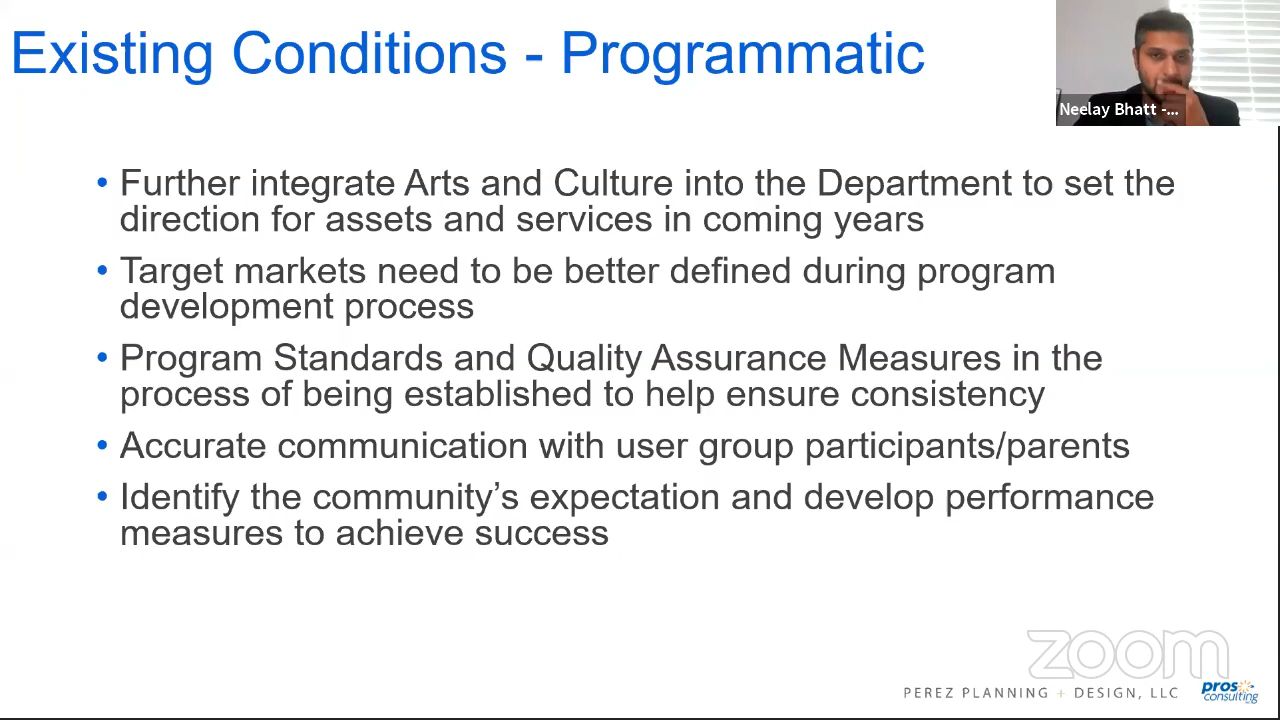 Existing Conditions - Programmatic
Neelay Bhatt -...
• Further integrate Arts and Culture into the Department to set the
direction for assets and services in coming years
• Target markets need to be better defined during program
development process
• Program Standards and Quality Assurance Measures in the
process of being established to help ensure consistency
• Accurate communication with user group participants/parents
• Identify the community’s expectation and develop performance
measures to achieve success
zoom
PEREZ PLANNING + DESIGN, LLC
pros
consulting